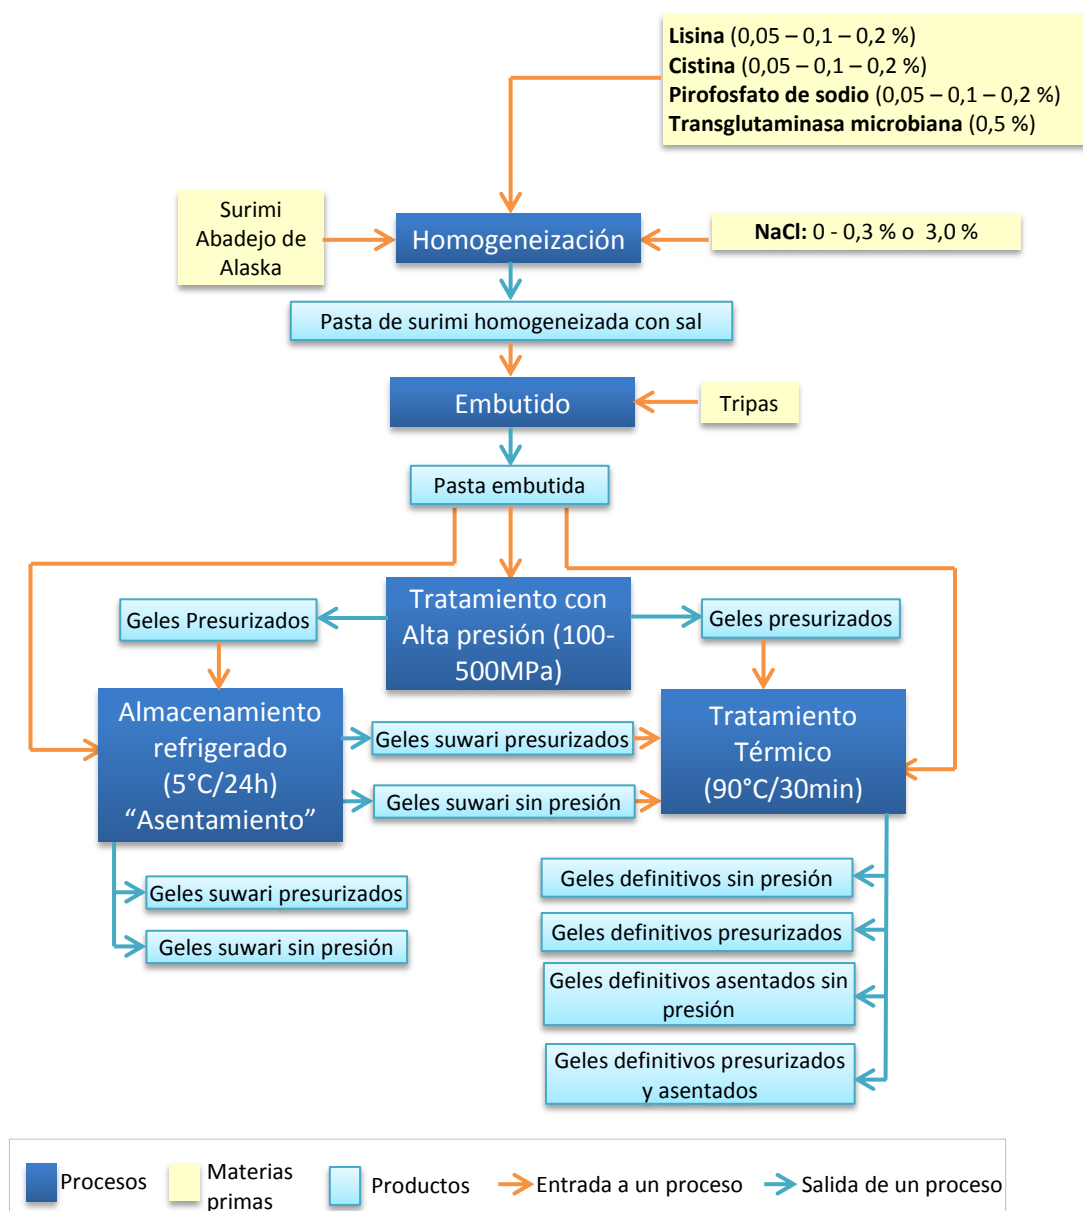 Lisina (0,05 – 0,1 – 0,2 %)
Cistina (0,05 – 0,1 – 0,2 %)
Pirofosfato de sodio (0,05 – 0,1 – 0,2 %)
Transglutaminasa microbiana (0,5 %)
Surimi
Abadejo de
Alaska
Homogeneización
NaCl: 0 - 0,3 % o 3,0 %
Pasta de surimi homogeneizada con sal
Embutido
Tripas
Pasta embutida
Geles Presurizados
Tratamiento con
Alta presión (100-
500MPa)
Geles presurizados
Almacenamiento
refrigerado
(5°C/24h)
“Asentamiento”
Geles suwari presurizados
Geles suwari sin presión
Tratamiento
Térmico
(90°C/30min)
Geles suwari presurizados
Geles suwari sin presión
Geles definitivos sin presión
Geles definitivos presurizados
Geles definitivos asentados sin
presión
Geles definitivos presurizados
y asentados
Procesos
Materias
primas
Productos
Entrada a un proceso
Salida de un proceso